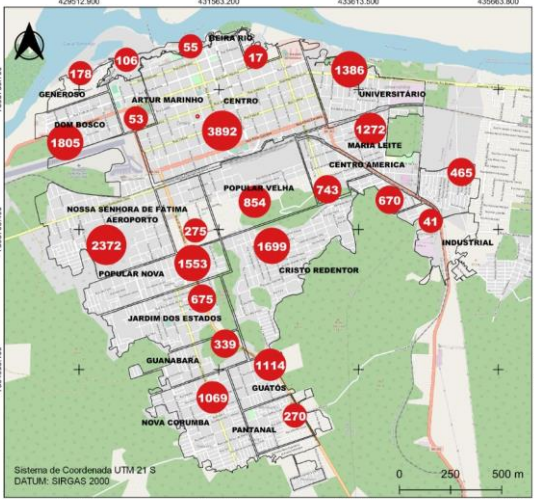 429512.900 431563.200 433613.500 435663.800
BEIRA RIO
55
17
106
178
1386
GENEROSO
ARTUR MARINHO
CENTRO
UNIVERSITÁRIO
53
DOM BOSCO
3892
1272
1805
MARIA LEITE
CENTRO AMERICA
465
POPULAR VELHA
743
670
854
NOSSA SENHORA DE FÁTIMA
AEROPORTO
41
275
2372
1699
INDUSTRIAL
1553
CRISTO REDENTOR
POPULAR NOVA
675
JARDIM DOS ESTADOS
339
GUANABARA
1114
GUATÓS
1069
270
NOVA CORUMBA
PANTANAL
Sistema de Coordenada UTM 21 S
DATUM: SIRGAS 2000
0 250 500 m